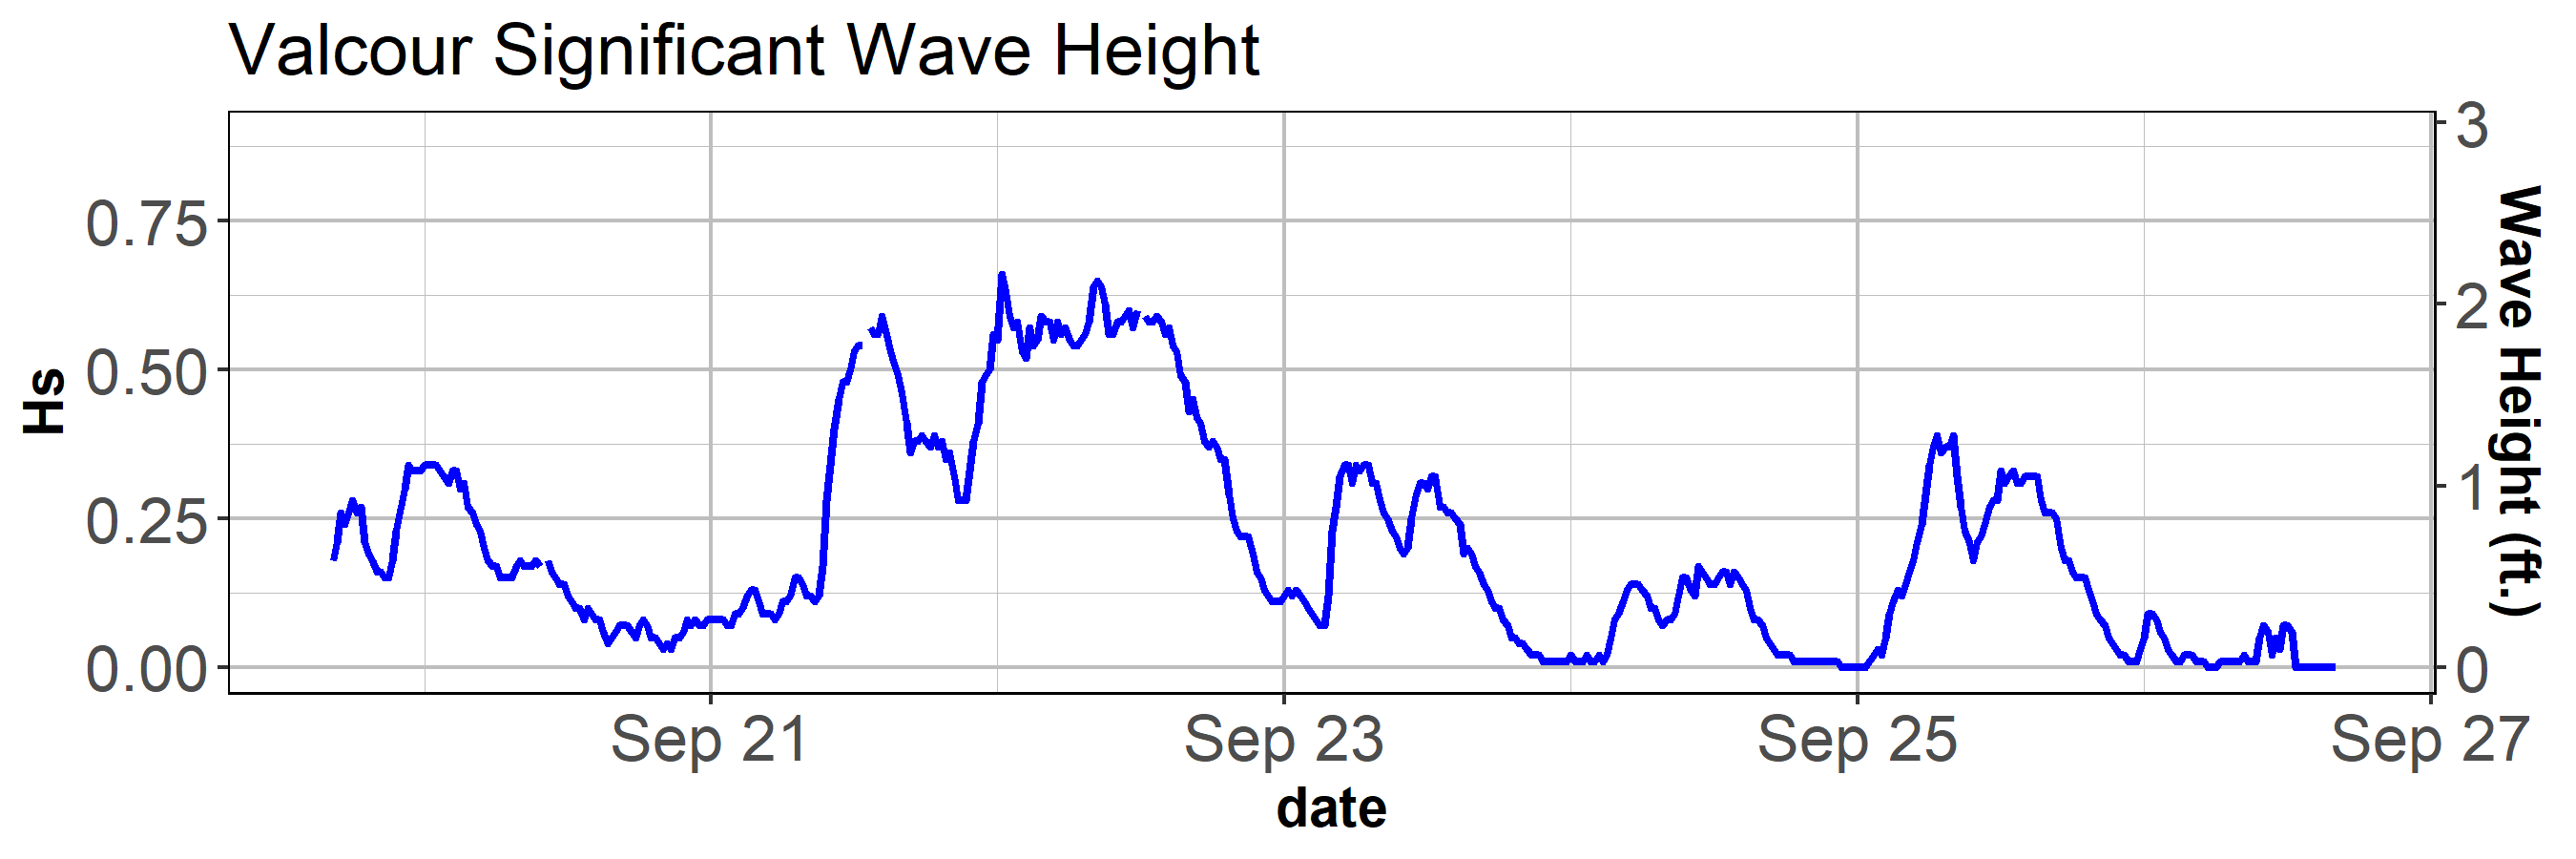 Valcour Significant Wave Height
Hs
0.75
0.50
0.25
0.00
3
2
1
0
Wave Height (ft.)
Sep 21 Sep 23 Sep 25 Sep 27
date